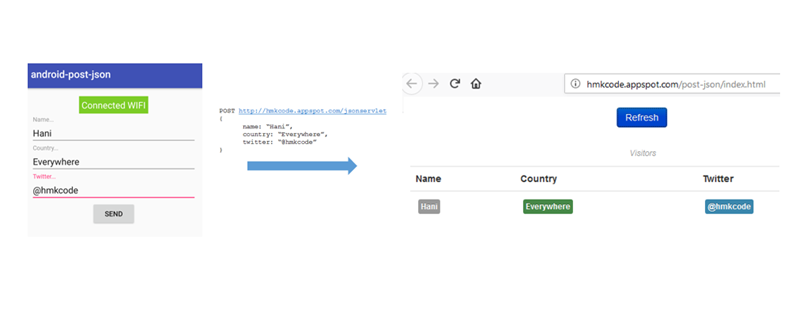 android-post-json
Connected WIFI
Name...
Hani
Country...
Everywhere
Twitter...
@hmkcode
SEND
POST http://hmkcode.appspot.com/jsonservlet
{
name: "Hani",
country: "Everywhere",
twitter: "@hmkcode"
}
hmkcode.appspot.com/post-json/index.html
Refresh
Visitors
Name Country Twitter
Hani Everywhere @hmkcode